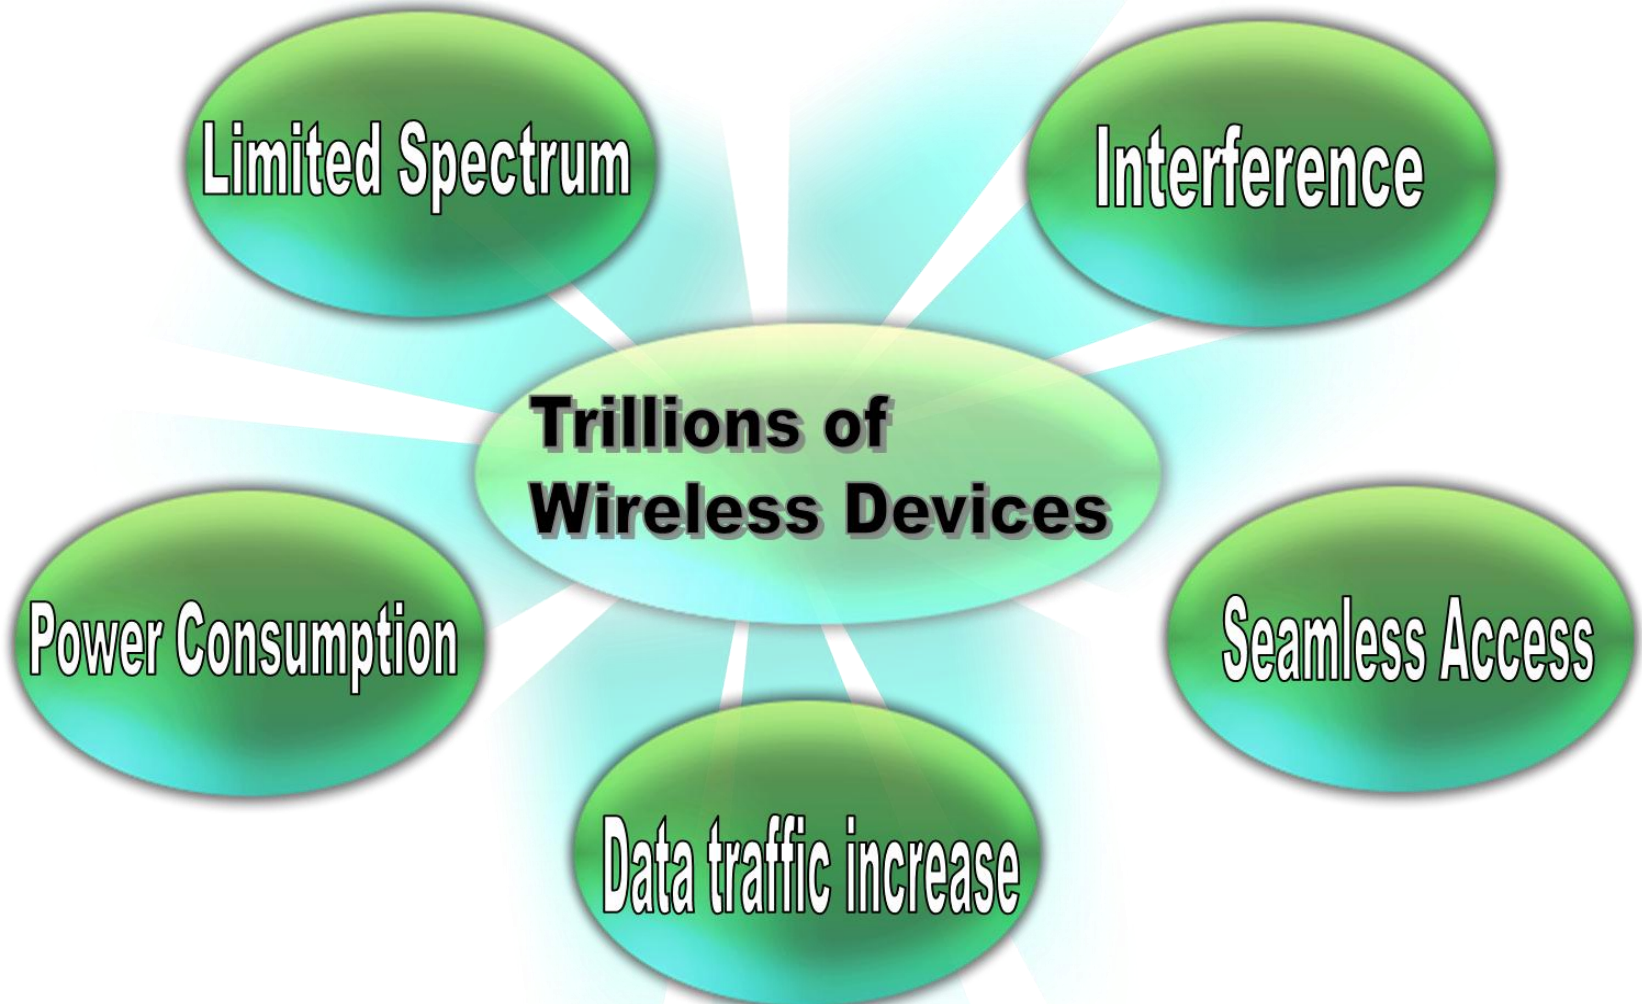 Limited Spectrum
Interference
Trillions of
Wireless Devices
Power Consumption
Seamless Access
Data traffic increase